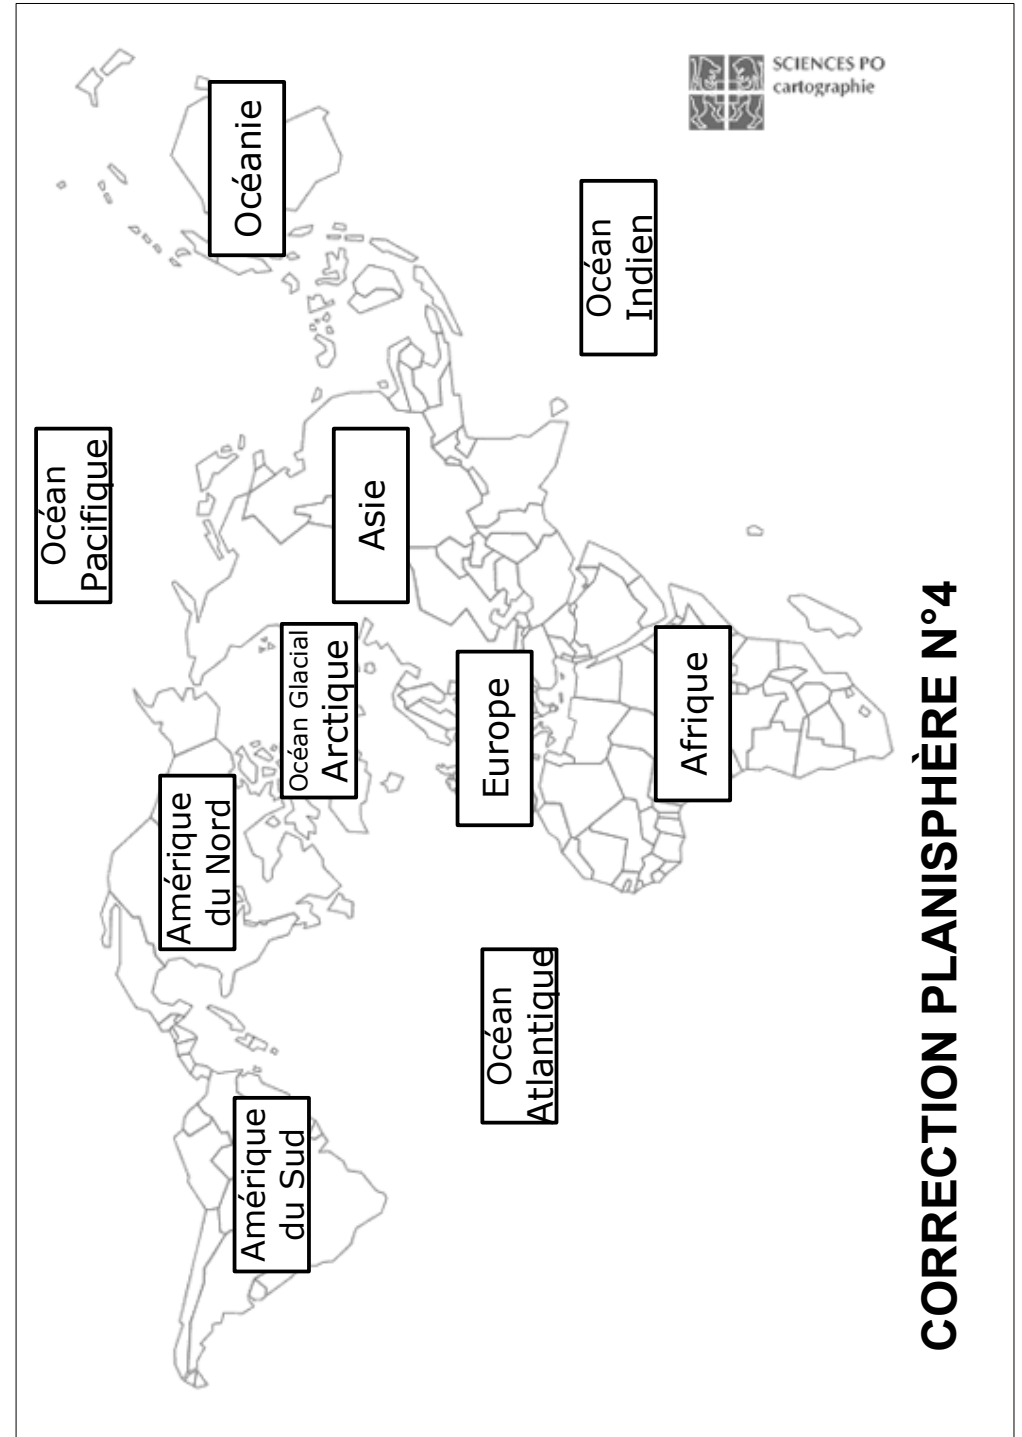 SCIENCES PO
cartographie
Océanie
Océan
Indien
Océan
Pacifique
Asie
Océan Glacial
Arctique
Europe
Afrique
Amérique
du Nord
Océan
Atlantique
Amérique
du Sud
CORRECTION PLANISPHÈRE N°4